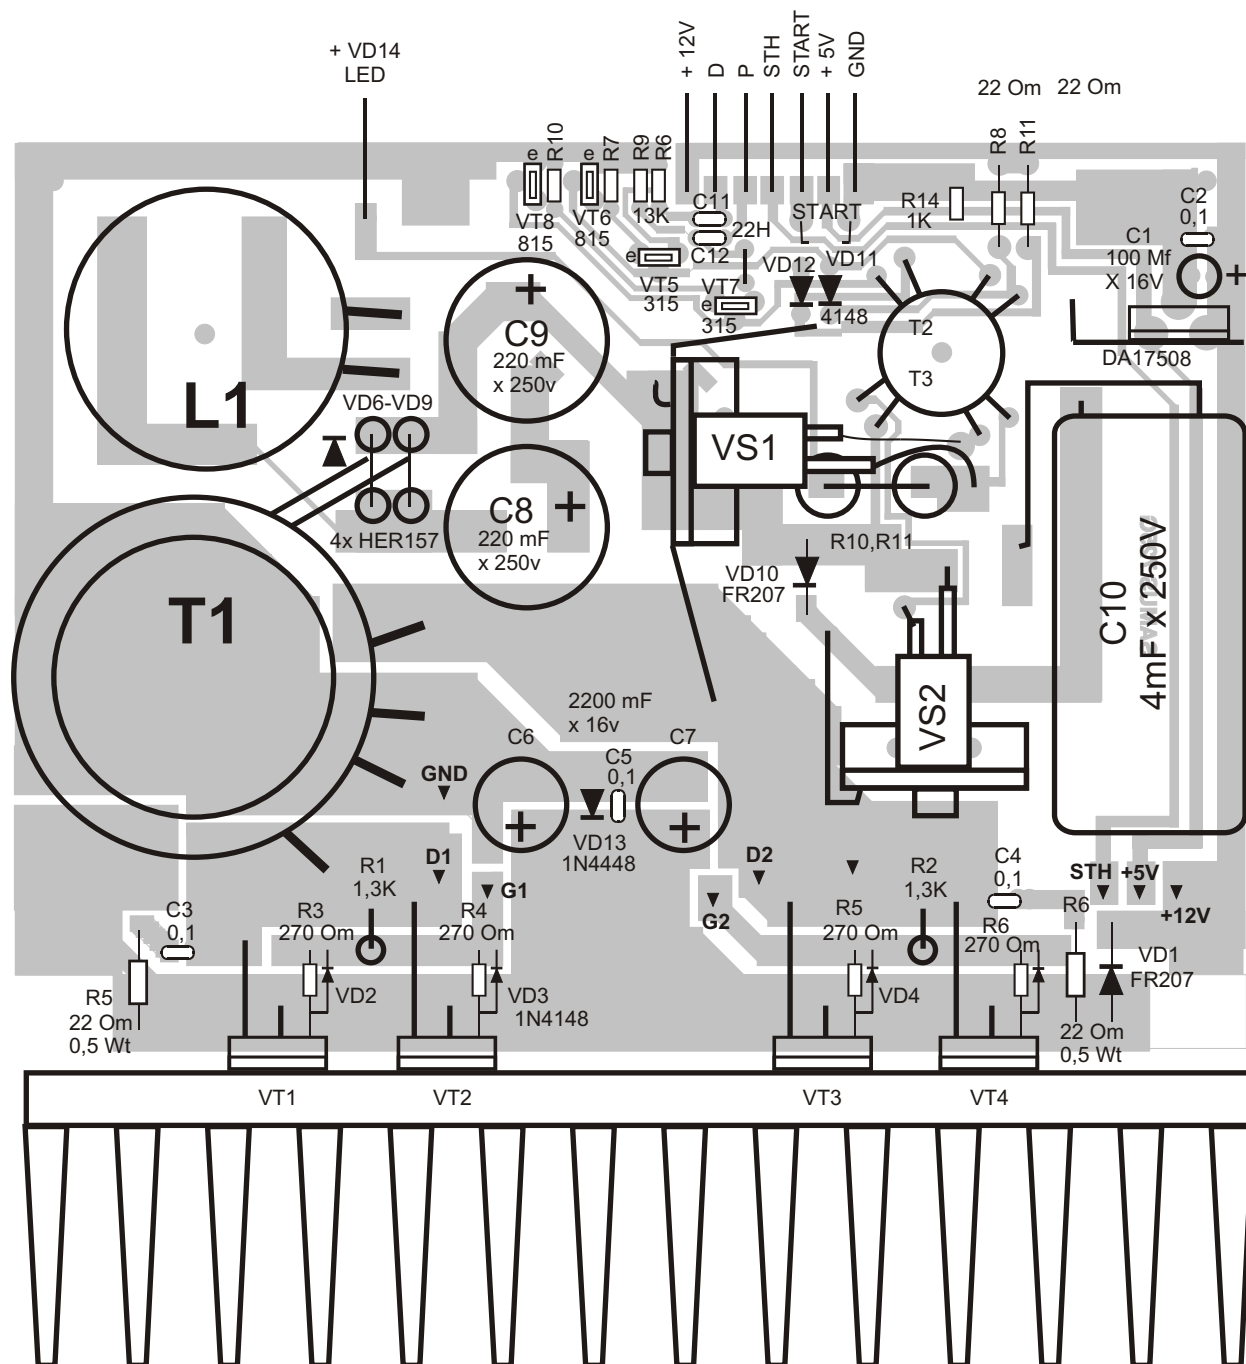 + VD14
LED
+ 12V
D
P
STH
START
+ 5V
GND
22 Om
22 Om
e
R10
e
R7
R9
R6
R8
R11
VT8
815
VT6
815
13K
C11
22H
C12
START
R14
1K
C2
0,1
C1
100 Mf
X 16V
+
e
VT5
315
VT7
e
315
VD12
VD11
4148
T2
T3
DA17508
+
C9
220 mF
x 250v
L1
VD6-VD9
VS1
C8
+
220 mF
x 250v
4x HER157
R10,R11
VD10
FR207
C10
4mF x 250V
T1
VS2
2200 mF
x 16v
C6
C5
0,1
C7
GND
+
+
VD13
1N4448
D1
G1
R1
1,3K
D2
G2
R2
1,3K
C4
0,1
STH
+5V
+12V
C3
0,1
R3
270 Om
R4
270 Om
R5
270 Om
R6
270 Om
R6
VD1
FR207
R5
22 Om
0,5 Wt
VD2
VD3
1N4148
VD4
22 Om
0,5 Wt
VT1
VT2
VT3
VT4